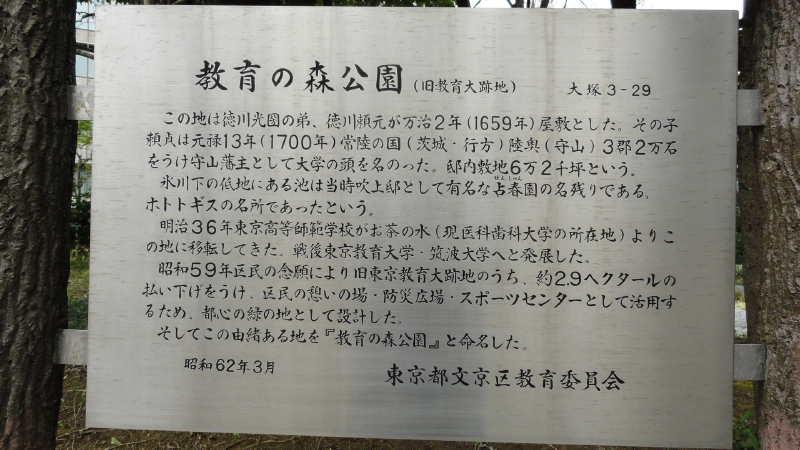 教育の森公園 (旧教育大跡地) 大塚3-29
この地は徳川光圀の弟、徳川頼元が万治2年(1659年)屋敷とした。その子
頼貞は元禄13年(1700年)常陸の国(茨城・行方)陸奥(守山)3郡2万石
をうけ守山藩主として大学の頭を名のった。邸内敷地6万2千坪という。
氷川下の低地にある池は当時吹上邸として有名な占春園の名残りである。
せんしゅん
ホトトギスの名所であったという。
明治36年東京高等師範学校がお茶の水(現医科歯科大学の所在地)よりこ
の地に移転してきた。戦後東京教育大学・筑波大学へと発展した。
昭和59年区民の念願により旧東京教育大跡地のうち、約2.9ヘクタールの
払い下げをうけ、区民の憩いの場・防災広場・スポーツセンターとして活用す
るため、都心の緑の地として設計した。
そしてこの由緒ある地を『教育の森公園』と命名した。
昭和62年3月
東京都文京区教育委員会